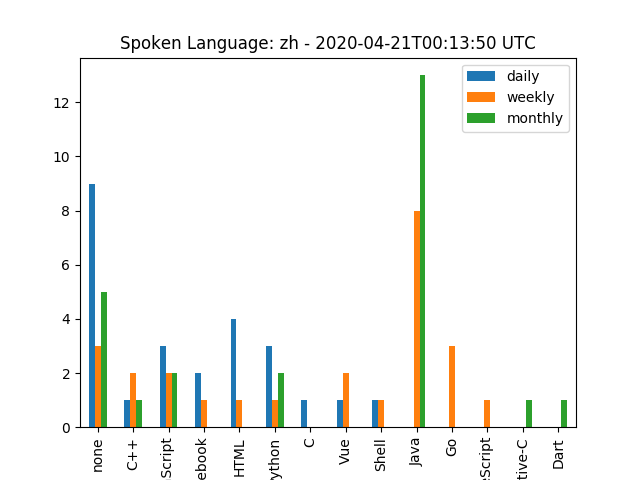 Spoken Language: zh - 2020-04-21T00:13:50 UTC
daily
weekly
monthly
12
10
8
6
4
2
0
none
C++
Script
ebook
HTML
ython
C
Vue
Shell
Java
Go
eScript
tive-C
Dart